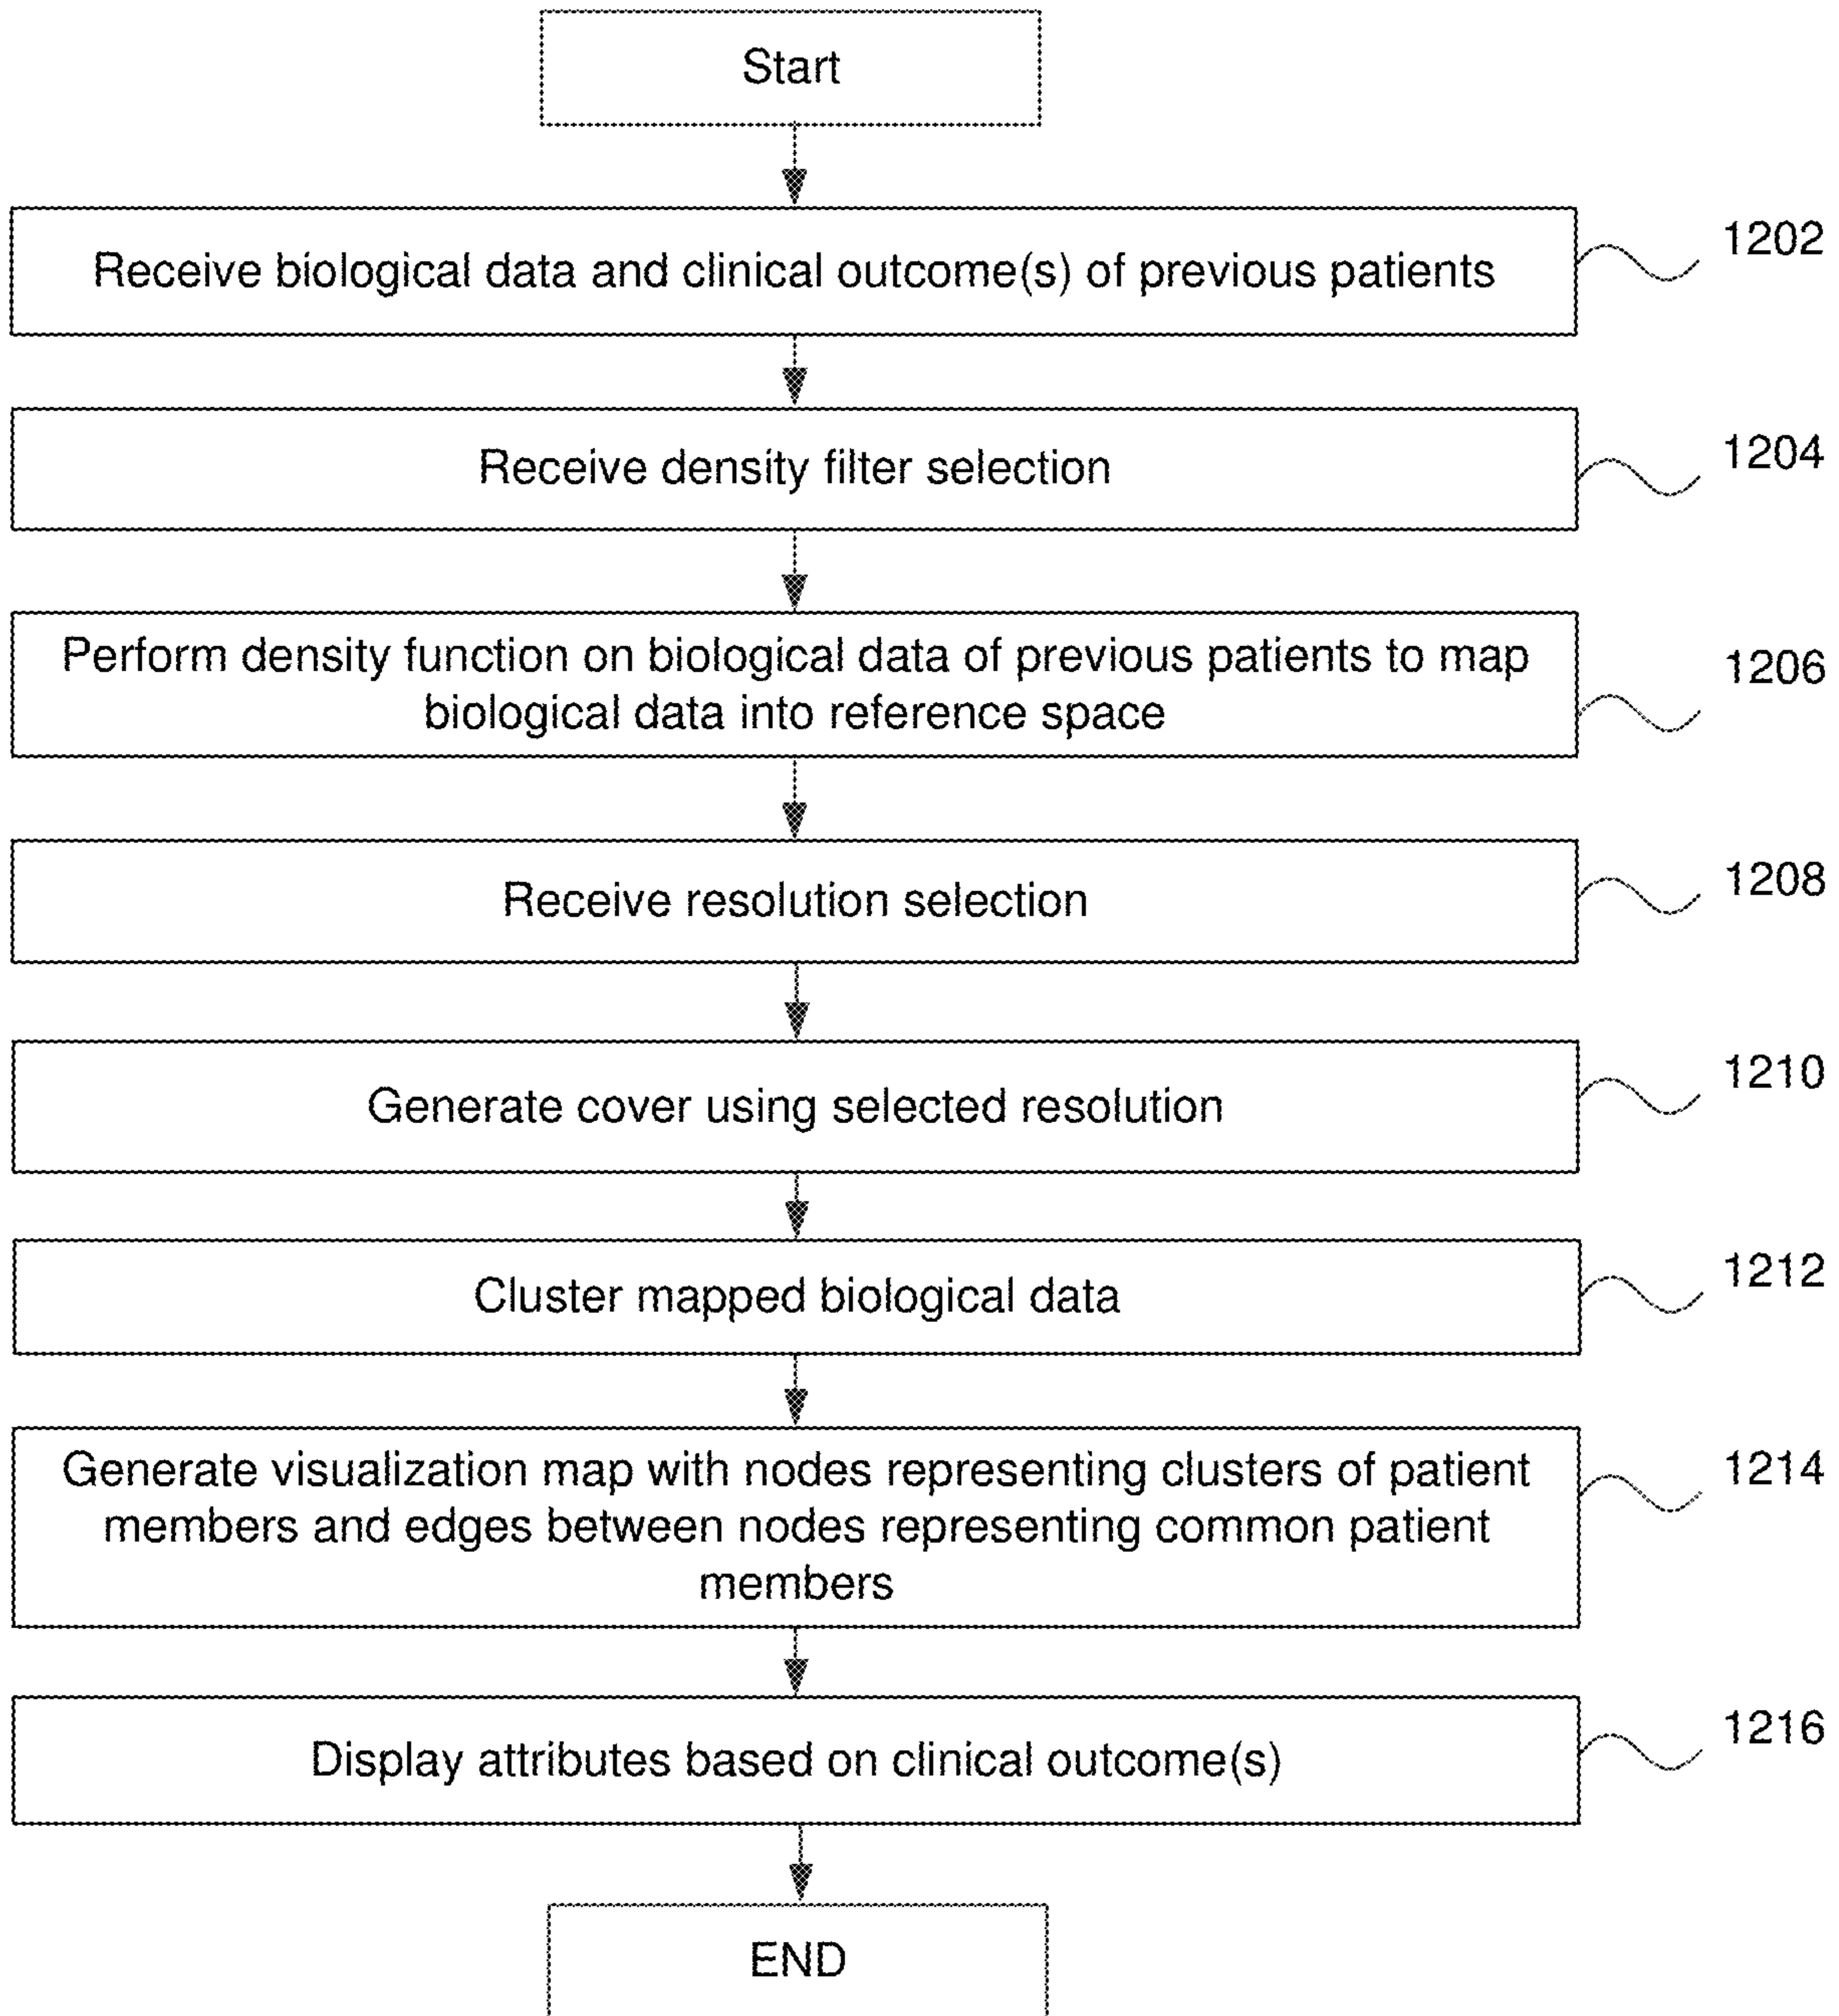 Start
Receive biological data and clinical outcome(s) of previous patients
1202
Receive density filter selection
1204
Perform density function on biological data of previous patients to map
biological data into reference space
1206
Receive resolution selection
1208
Generate cover using selected resolution
1210
Cluster mapped biological data
1212
Generate visualization map with nodes representing clusters of patient
members and edges between nodes representing common patient
members
1214
Display attributes based on clinical outcome(s)
1216
END